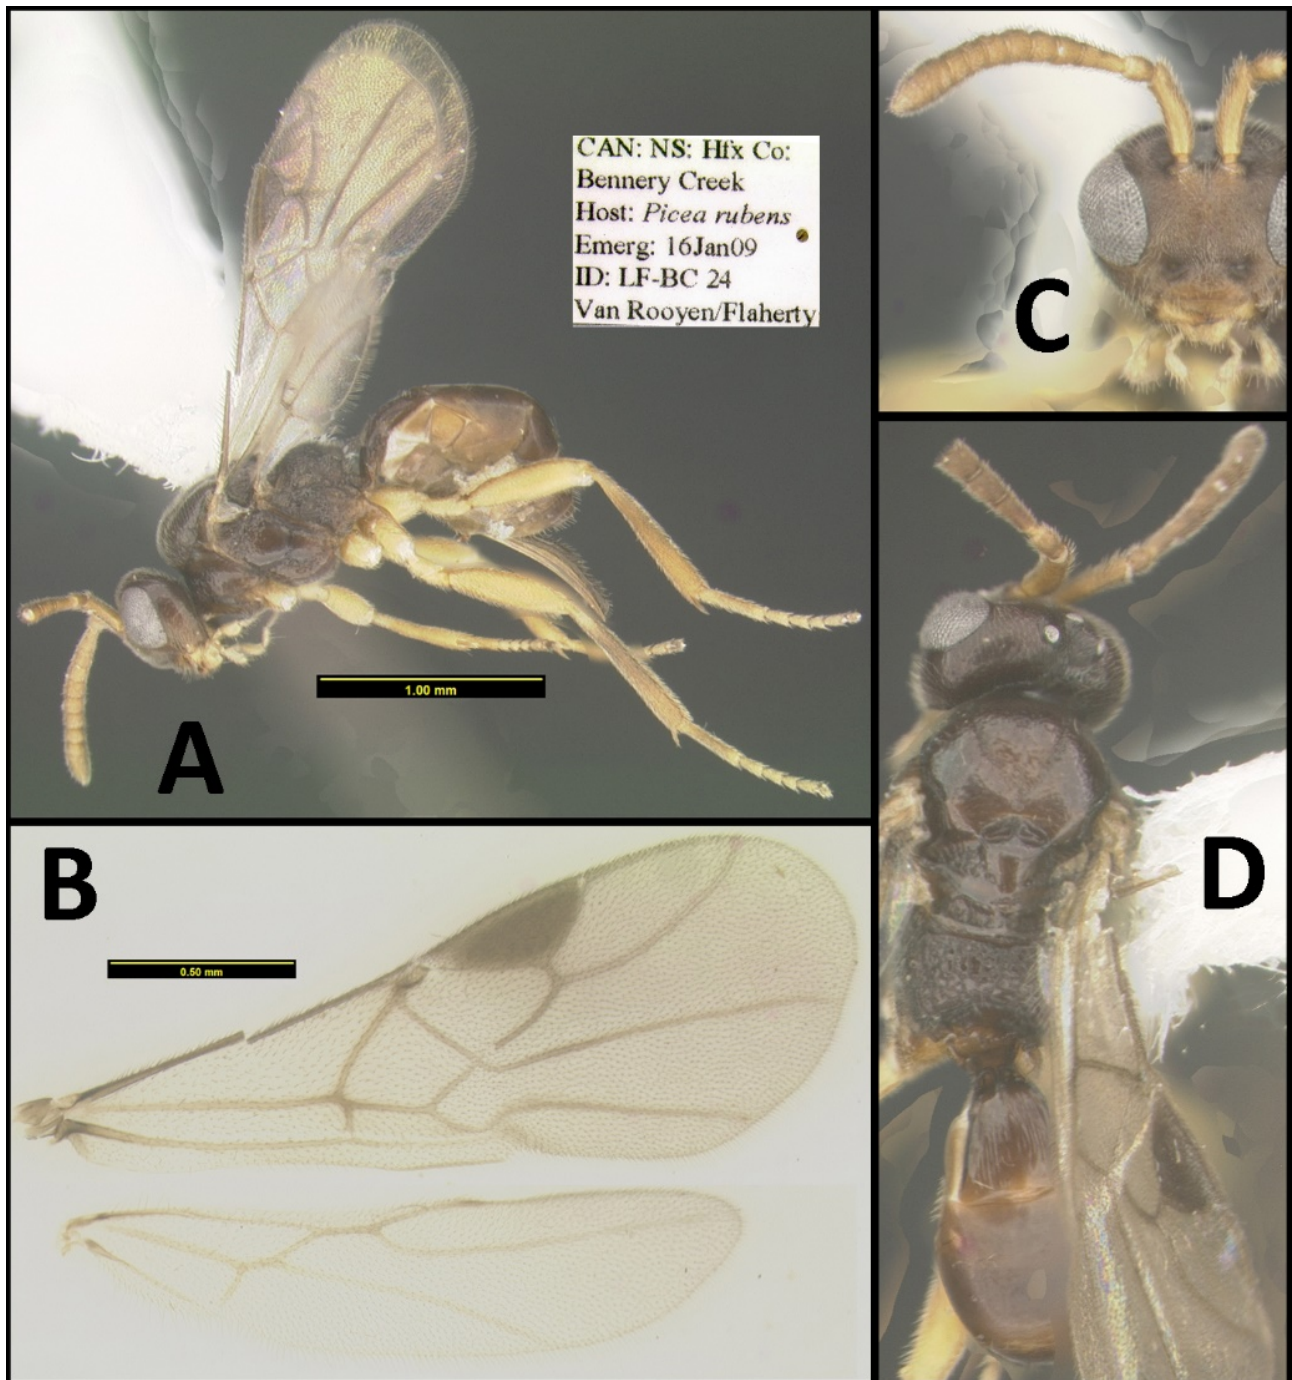 CAN: NS: Hfx Co:
Bennery Creek
Host: Picea rubens
Emerg: 16Jan09
ID: LF-BC 24
Van Rooyen/Flaherty
1.00 mm
A
C
B
0.50 mm
D